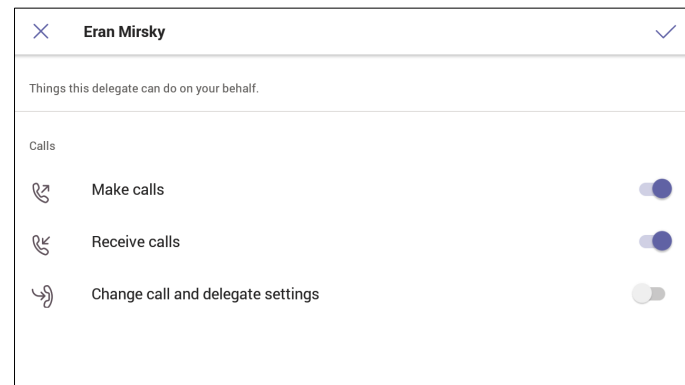 Eran Mirsky
Things this delegate can do on your behalf.
Calls
Make calls
Receive calls
Change call and delegate settings